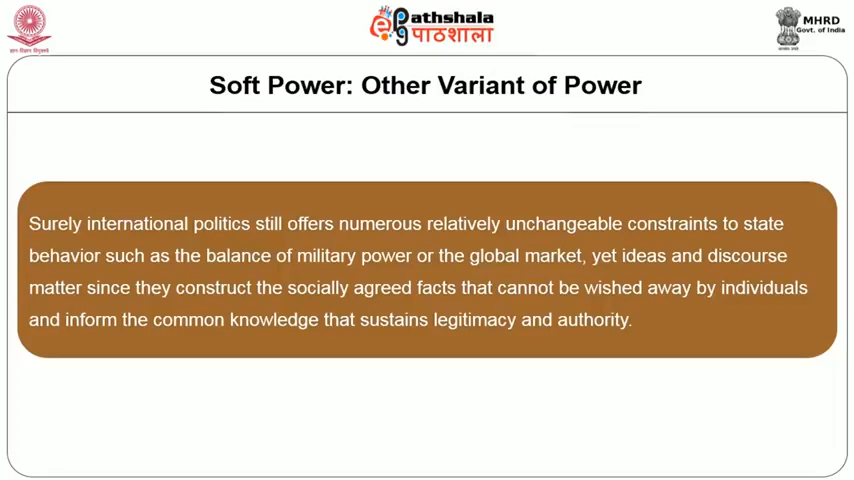 Pathshala
पाठशाला
MHRD
Govt. of India
ज्ञान-विज्ञान विमुक्तये
Soft Power: Other Variant of Power
Surely international politics still offers numerous relatively unchangeable constraints to state
behavior such as the balance of military power or the global market, yet ideas and discourse
matter since they construct the socially agreed facts that cannot be wished away by individuals
and inform the common knowledge that sustains legitimacy and authority.